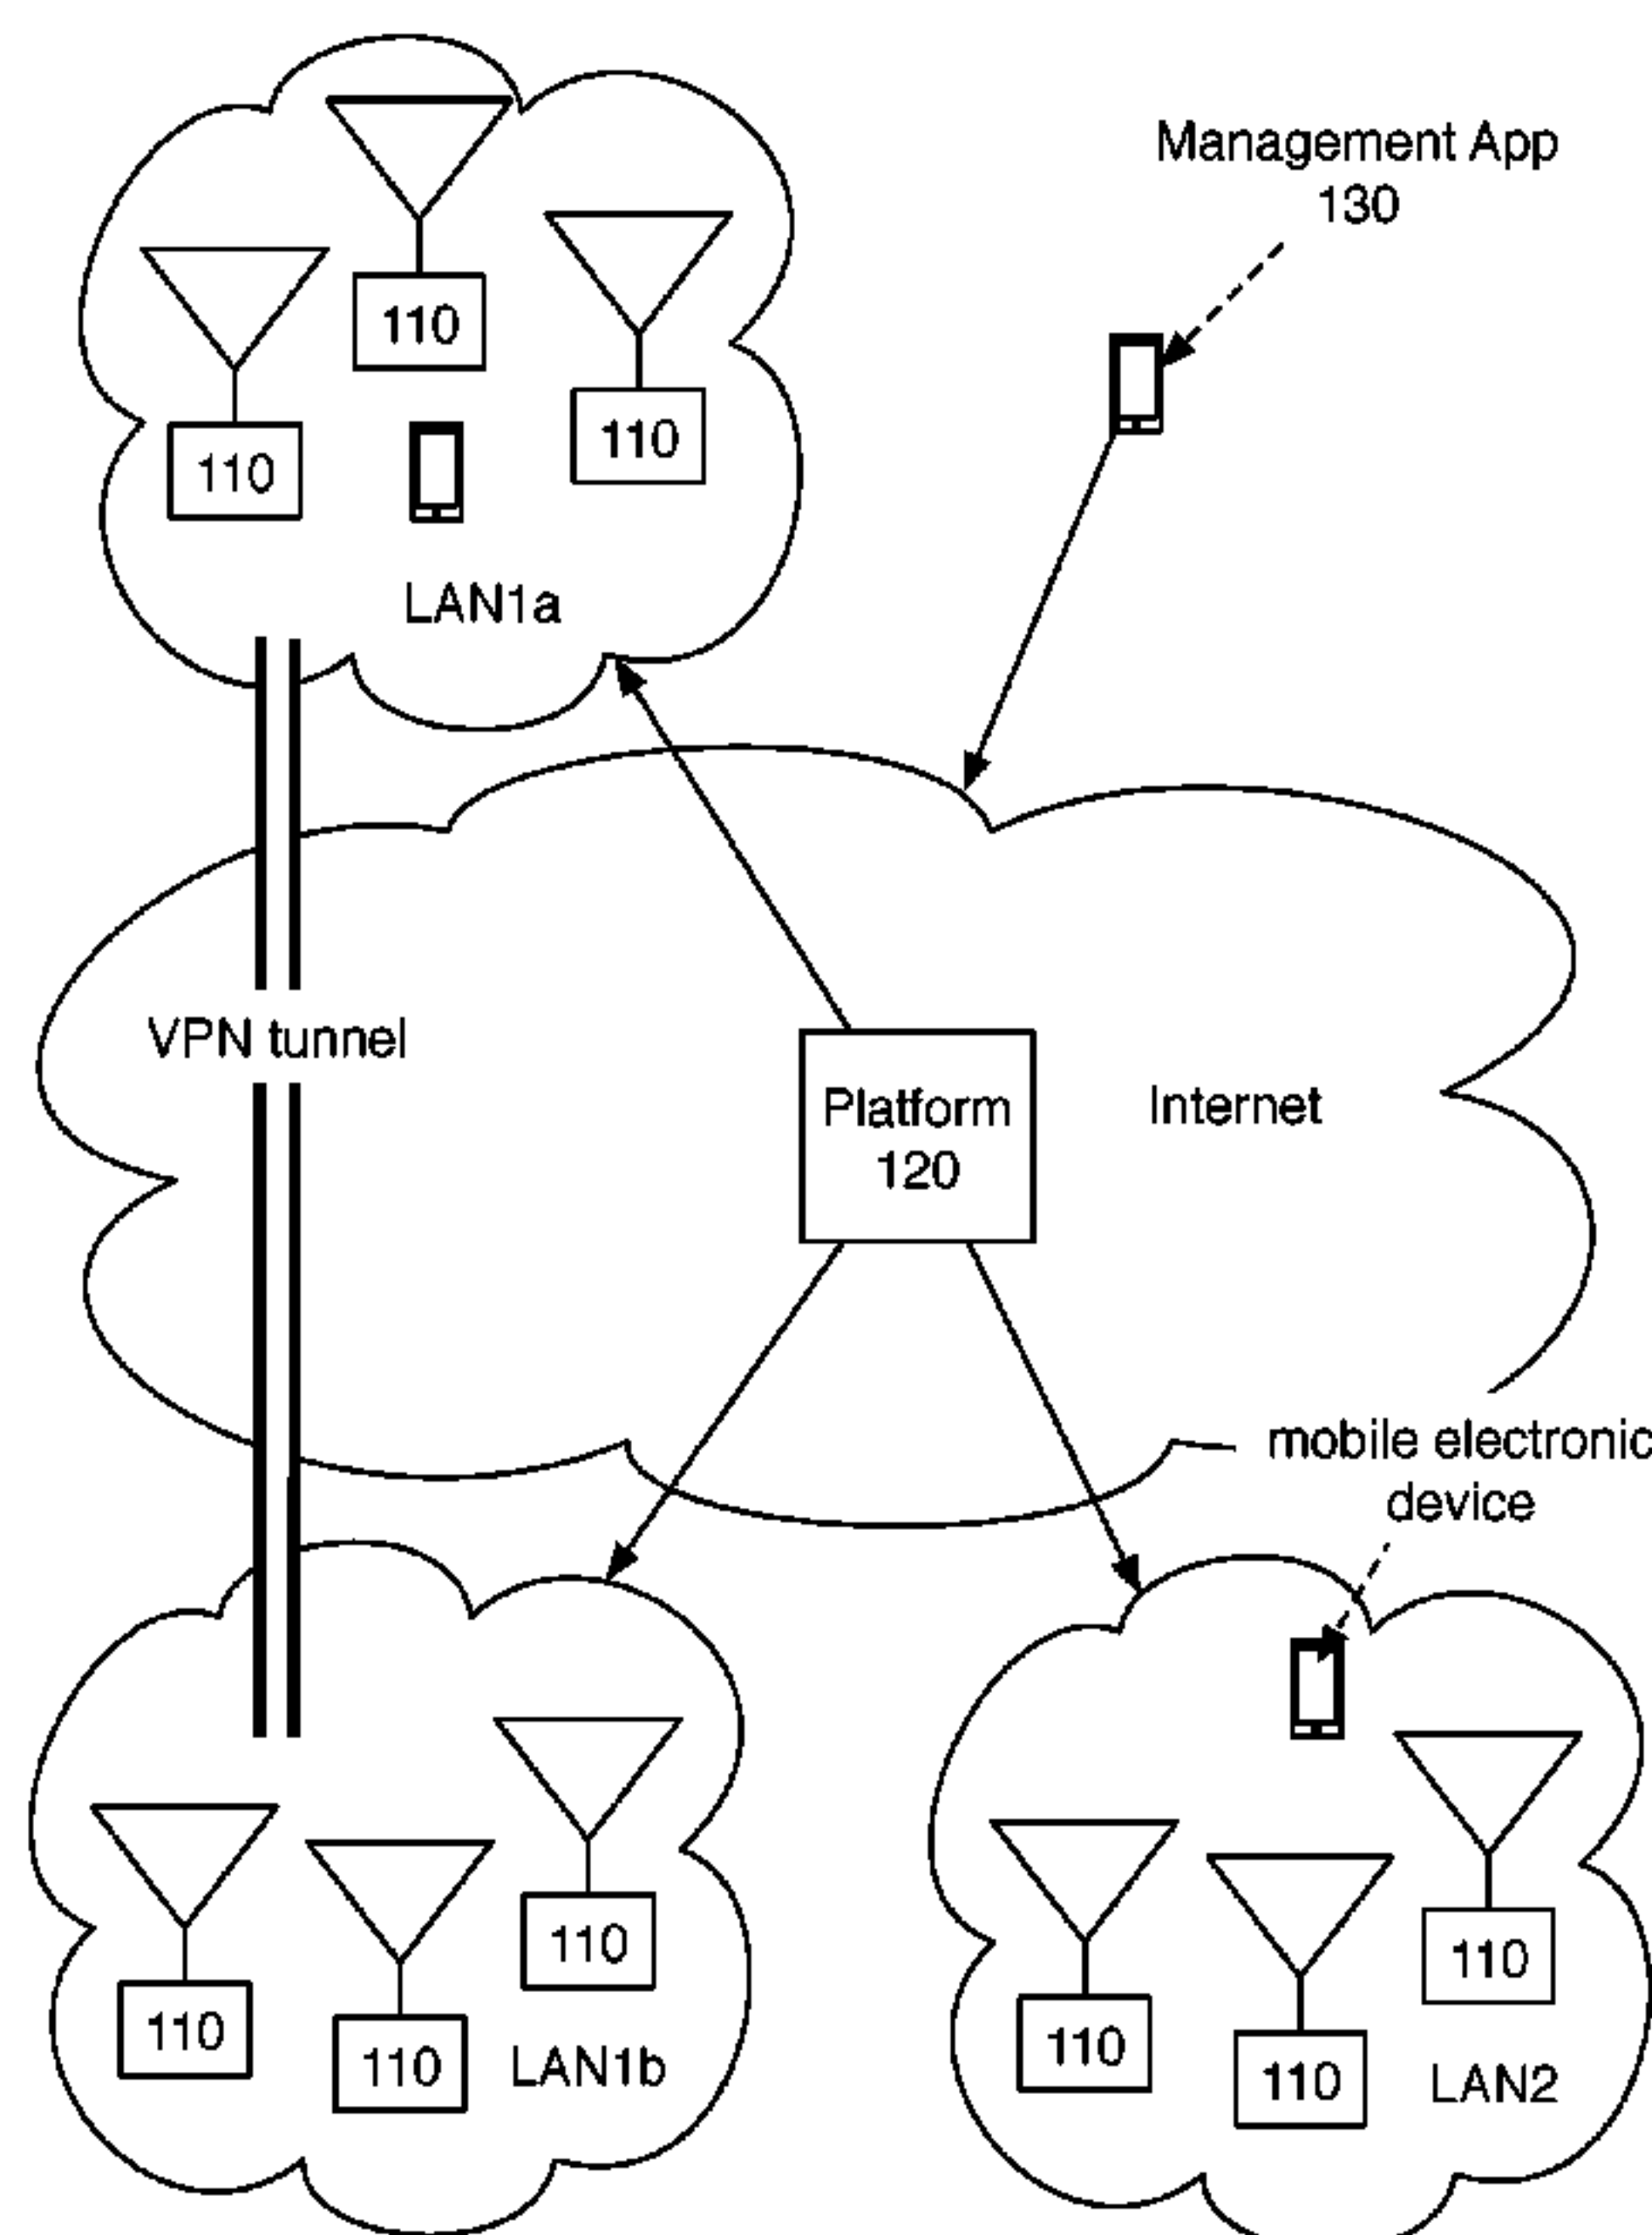 Management App
130
110
110
110
LAN1a
VPN tunnel
Platform
120
Internet
mobile electronic
device
110
110
110
LAN1b
110
110
110
LAN2